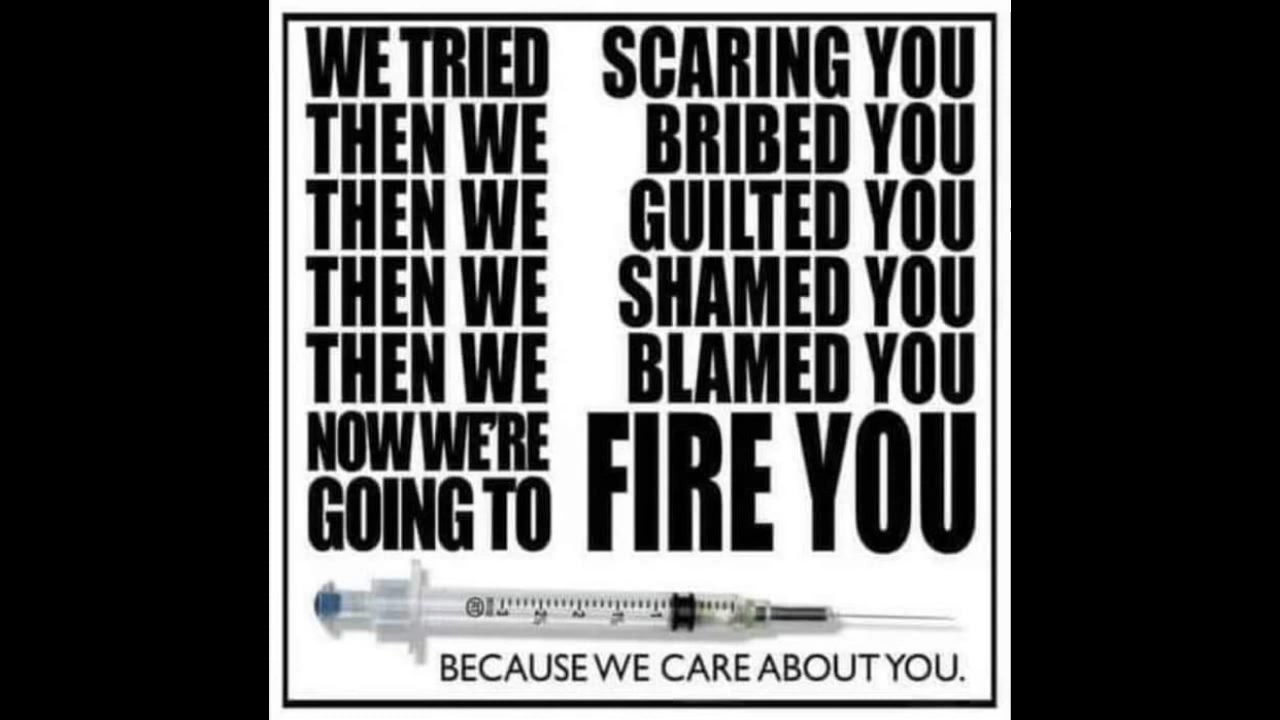 WE TRIED SCARING YOU
THEN WE BRIBED YOU
THEN WE GUILTED YOU
THEN WE SHAMED YOU
THEN WE BLAMED YOU
NOW WE'RE
GOING TO FIRE YOU
BECAUSE WE CARE ABOUT YOU.